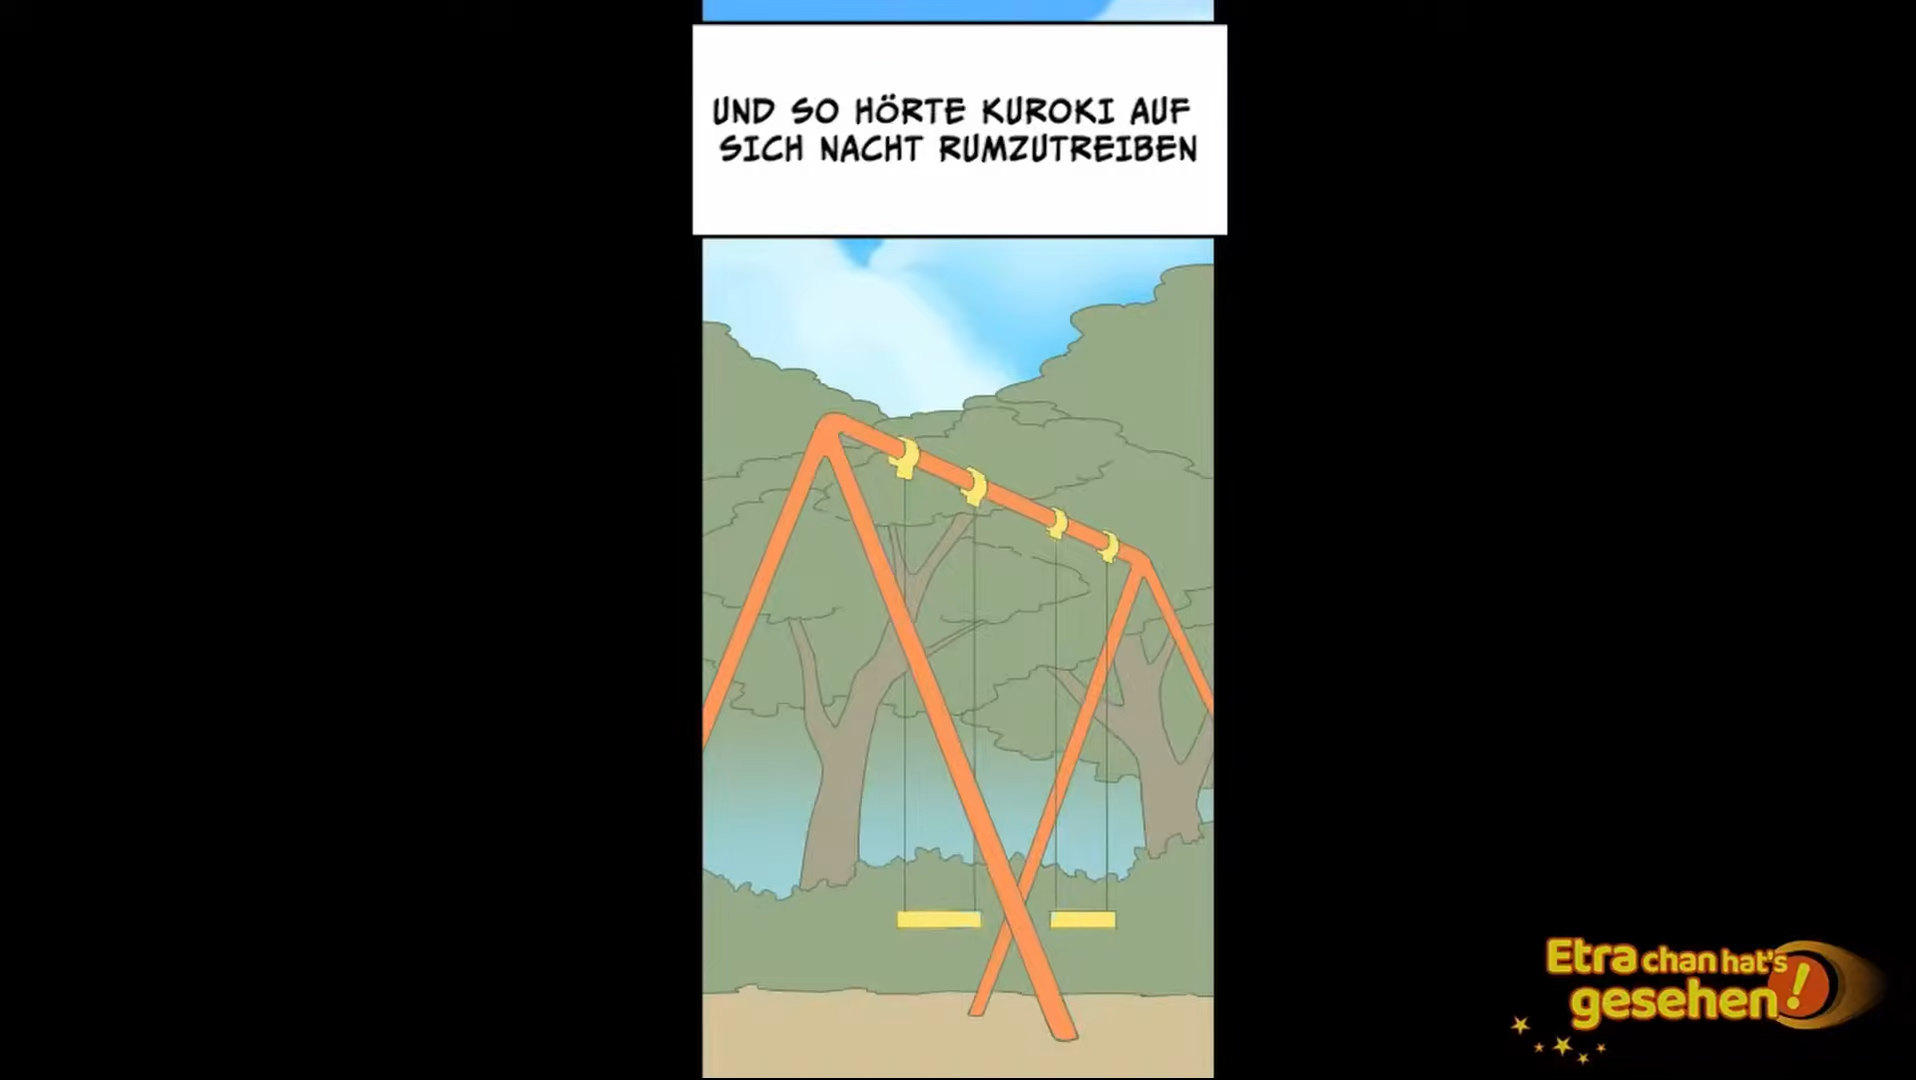 UND SO HÖRTE KUROKI AUF
SICH NACHT RUMZUTREIBEN
Etra chan hat's
gesehen!